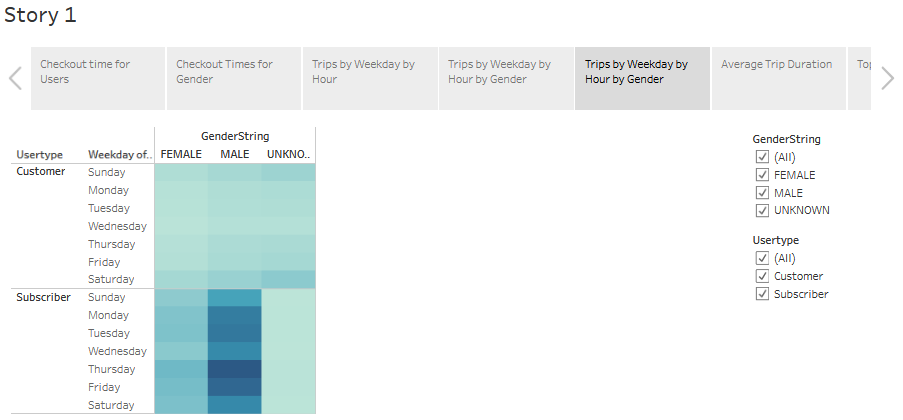 Story 1
Checkout time for
Users
Checkout Times for
Gender
Trips by Weekday by
Hour
Trips by Weekday by
Hour by Gender
Trips by Weekday by
Hour by Gender
Average Trip Duration
Top
GenderString
Usertype Weekday of.. FEMALE MALE UNKNO..
Customer Sunday
Monday
Tuesday
Wednesday
Thursday
Friday
Saturday
Subscriber Sunday
Monday
Tuesday
Wednesday
Thursday
Friday
Saturday
GenderString
(All)
FEMALE
MALE
UNKNOWN
Usertype
(All)
Customer
Subscriber